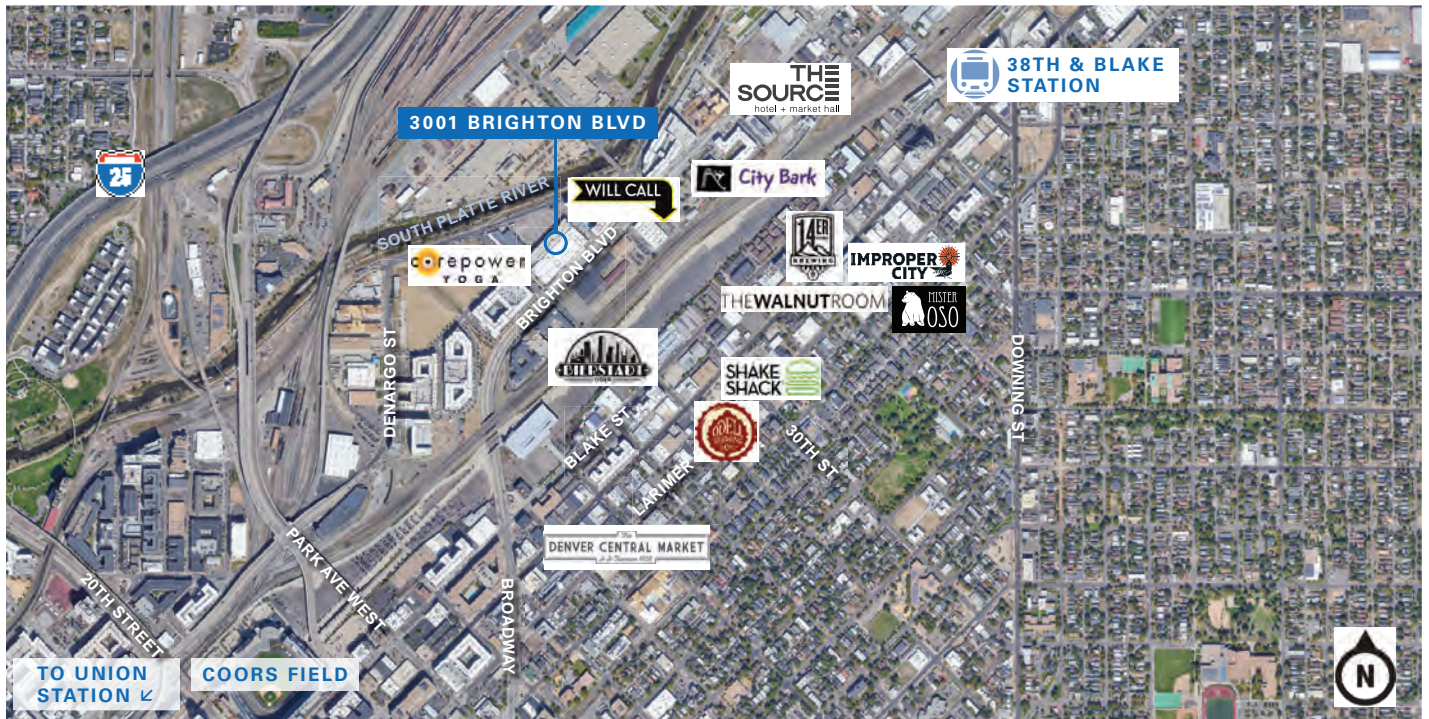 THE
SOURCE
hotel + market hall
38TH & BLAKE
STATION
3001 BRIGHTON BLVD
25
SOUTH PLATTE RIVER
WILL CALL
City Bark
corepower
YOGA
BRIGHTON BLVD
14ER
BREWING
IMPROPER
CITY
THE WALNUT ROOM
MISTER
OSO
DENARGO ST
BIERSTADT
SHAKE
SHACK
DOWNING ST
ODELL
BLAKE ST
30TH ST
LARIMER
DENVER CENTRAL MARKET
PARK AVE WEST
20TH STREET
BROADWAY
TO UNION
STATION ↙
COORS FIELD
N